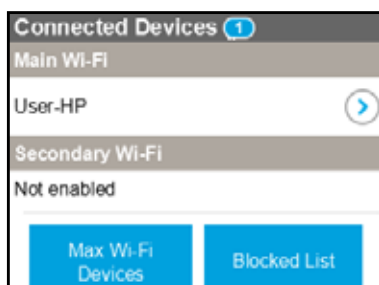 Connected Devices 1
Main Wi-Fi
User-HP
Secondary Wi-Fi
Not enabled
Max Wi-Fi
Devices
Blocked List